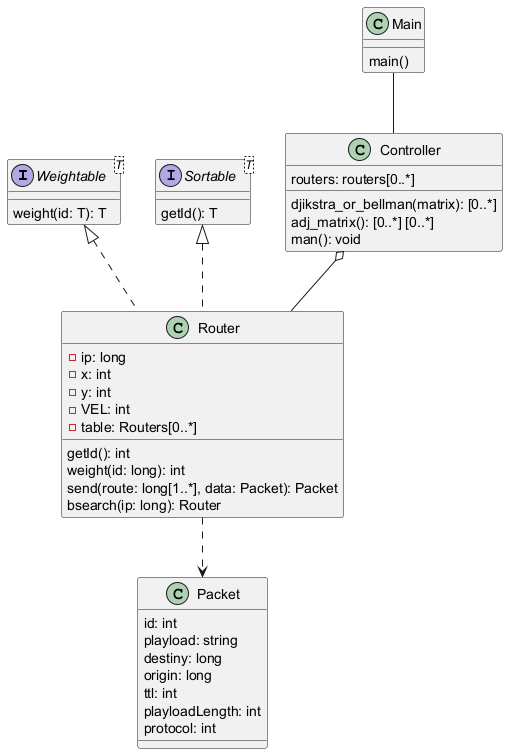 C Main
main()
C Controller
routers: routers[0..*]
djikstra_or_bellman(matrix): [0..*]
adj_matrix(): [0..*] [0..*]
man(): void
I Weightable T
weight(id: T): T
I Sortable T
getId(): T
C Router
ip: long
x: int
y: int
VEL: int
table: Routers[0..*]
getId(): int
weight(id: long): int
send(route: long[1..*], data: Packet): Packet
bsearch(ip: long): Router
C Packet
id: int
playload: string
destiny: long
origin: long
ttl: int
playloadLength: int
protocol: int